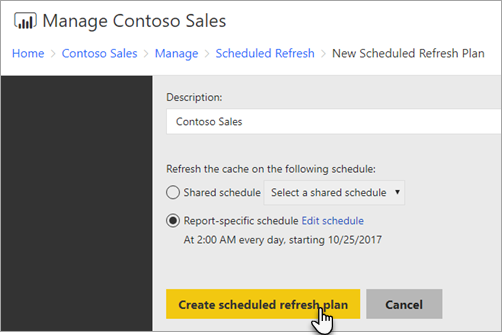 Manage Contoso Sales
Home > Contoso Sales > Manage > Scheduled Refresh > New Scheduled Refresh Plan
Description:
Contoso Sales
Refresh the cache on the following schedule:
Shared schedule Select a shared schedule
Report-specific schedule Edit schedule
At 2:00 AM every day, starting 10/25/2017
Create scheduled refresh plan Cancel